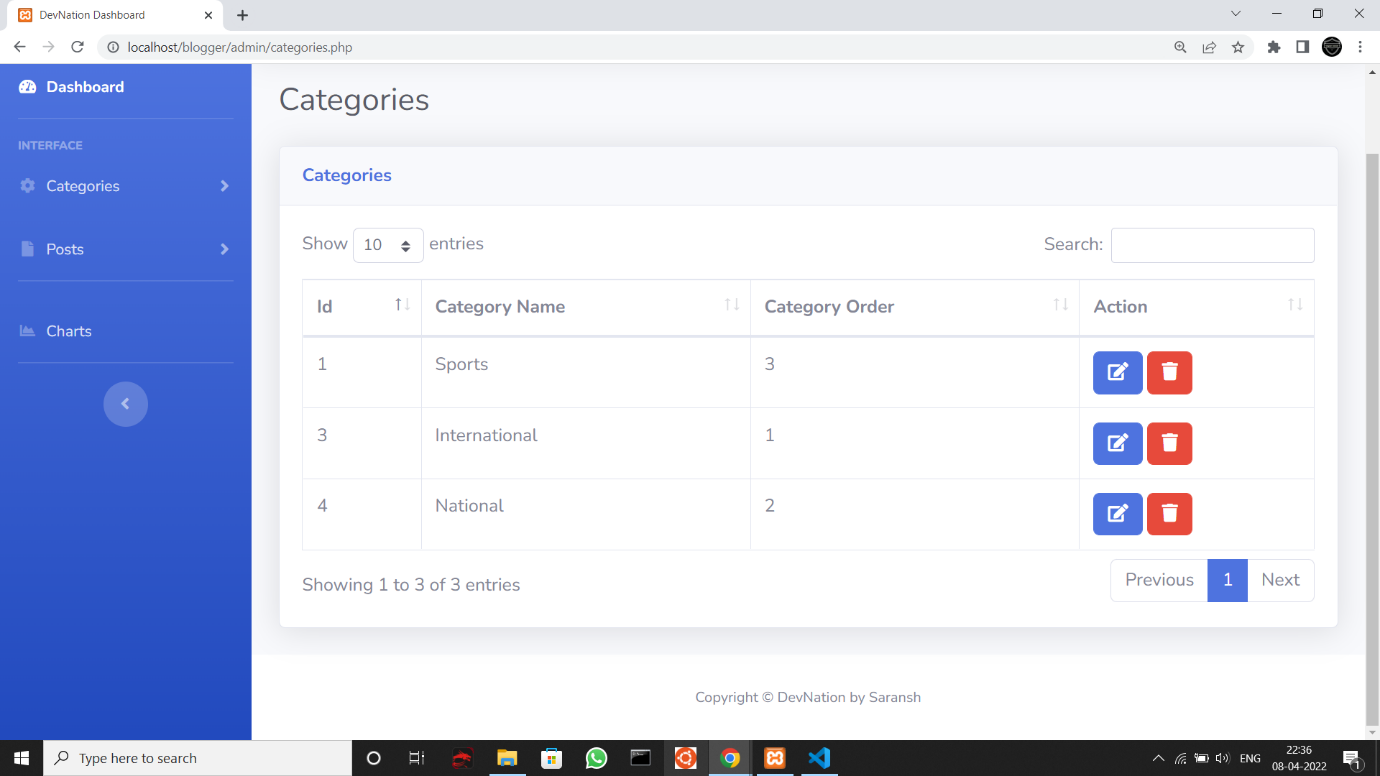 DevNation Dashboard
localhost/blogger/admin/categories.php
Dashboard
INTERFACE
Categories
Posts
Charts
Categories
Categories
Show 10 entries
Search:
Id Category Name Category Order Action
1 Sports 3
3 International 1
4 National 2
Showing 1 to 3 of 3 entries
Previous 1 Next
Copyright © DevNation by Saransh
Type here to search
ENG
22:36
08-04-2022
1